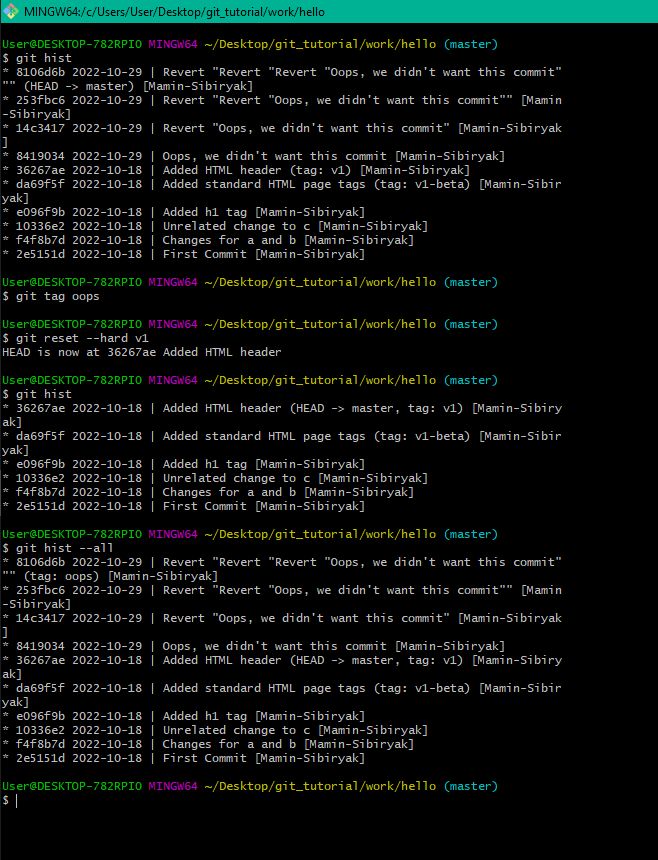 MINGW64:/c/Users/User/Desktop/git_tutorial/work/hello
User@DESKTOP-782RPIO MINGW64 ~/Desktop/git_tutorial/work/hello (master)
$ git hist
* 8106d6b 2022-10-29 | Revert "Revert "Revert "Oops, we didn't want this commit"
"" (HEAD -> master) [Mamin-Sibiryak]
* 253fbc6 2022-10-29 | Revert "Revert "Oops, we didn't want this commit"" [Mamin
-Sibiryak]
* 14c3417 2022-10-29 | Revert "Oops, we didn't want this commit" [Mamin-Sibiryak
]
* 8419034 2022-10-29 | Oops, we didn't want this commit [Mamin-Sibiryak]
* 36267ae 2022-10-18 | Added HTML header (tag: v1) [Mamin-Sibiryak]
* da69f5f 2022-10-18 | Added standard HTML page tags (tag: v1-beta) [Mamin-Sibir
yak]
* e096f9b 2022-10-18 | Added h1 tag [Mamin-Sibiryak]
* 10336e2 2022-10-18 | Unrelated change to c [Mamin-Sibiryak]
* f4f8b7d 2022-10-18 | Changes for a and b [Mamin-Sibiryak]
* 2e5151d 2022-10-18 | First Commit [Mamin-Sibiryak]
User@DESKTOP-782RPIO MINGW64 ~/Desktop/git_tutorial/work/hello (master)
$ git tag oops
User@DESKTOP-782RPIO MINGW64 ~/Desktop/git_tutorial/work/hello (master)
$ git reset --hard v1
HEAD is now at 36267ae Added HTML header
User@DESKTOP-782RPIO MINGW64 ~/Desktop/git_tutorial/work/hello (master)
$ git hist
* 36267ae 2022-10-18 | Added HTML header (HEAD -> master, tag: v1) [Mamin-Sibiry
ak]
* da69f5f 2022-10-18 | Added standard HTML page tags (tag: v1-beta) [Mamin-Sibir
yak]
* e096f9b 2022-10-18 | Added h1 tag [Mamin-Sibiryak]
* 10336e2 2022-10-18 | Unrelated change to c [Mamin-Sibiryak]
* f4f8b7d 2022-10-18 | Changes for a and b [Mamin-Sibiryak]
* 2e5151d 2022-10-18 | First Commit [Mamin-Sibiryak]
User@DESKTOP-782RPIO MINGW64 ~/Desktop/git_tutorial/work/hello (master)
$ git hist --all
* 8106d6b 2022-10-29 | Revert "Revert "Revert "Oops, we didn't want this commit"
"" (tag: oops) [Mamin-Sibiryak]
* 253fbc6 2022-10-29 | Revert "Revert "Oops, we didn't want this commit"" [Mamin
-Sibiryak]
* 14c3417 2022-10-29 | Revert "Oops, we didn't want this commit" [Mamin-Sibiryak
]
* 8419034 2022-10-29 | Oops, we didn't want this commit [Mamin-Sibiryak]
* 36267ae 2022-10-18 | Added HTML header (HEAD -> master, tag: v1) [Mamin-Sibiry
ak]
* da69f5f 2022-10-18 | Added standard HTML page tags (tag: v1-beta) [Mamin-Sibir
yak]
* e096f9b 2022-10-18 | Added h1 tag [Mamin-Sibiryak]
* 10336e2 2022-10-18 | Unrelated change to c [Mamin-Sibiryak]
* f4f8b7d 2022-10-18 | Changes for a and b [Mamin-Sibiryak]
* 2e5151d 2022-10-18 | First Commit [Mamin-Sibiryak]
User@DESKTOP-782RPIO MINGW64 ~/Desktop/git_tutorial/work/hello (master)
$